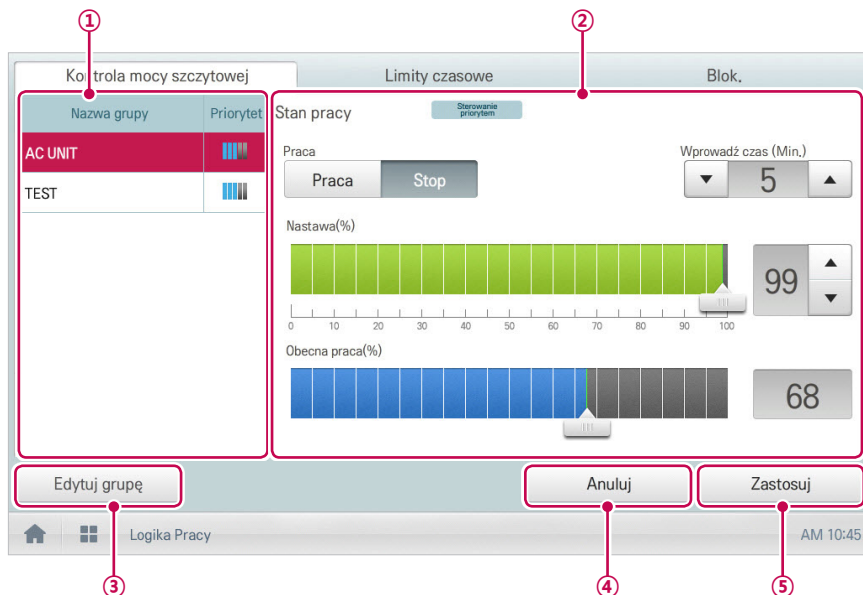 ① ②
Kontrola mocy szczytowej Limity czasowe Blok.
Nazwa grupy Priorytet
Stan pracy Sterowanie
priorytem
AC UNIT
TEST
Praca Wprowadź czas (Min.)
Praca Stop 5
Nastawa(%)
99
0 10 20 30 40 50 60 70 80 90 100
Obecna praca(%)
68
Edytuj grupę Anuluj Zastosuj
Logika Pracy AM 10:45
③ ④ ⑤